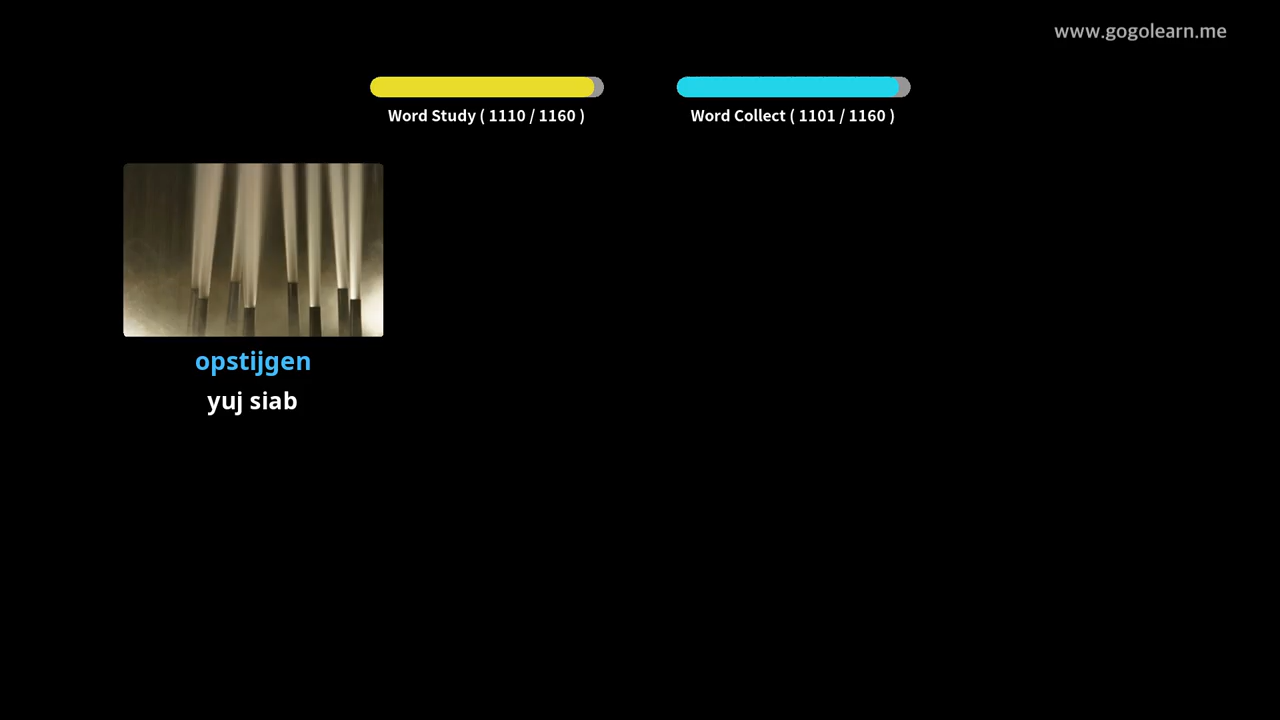 www.gogolearn.me
Word Study ( 1110 / 1160 )
Word Collect ( 1101 / 1160 )
opstijgen
yuj siab